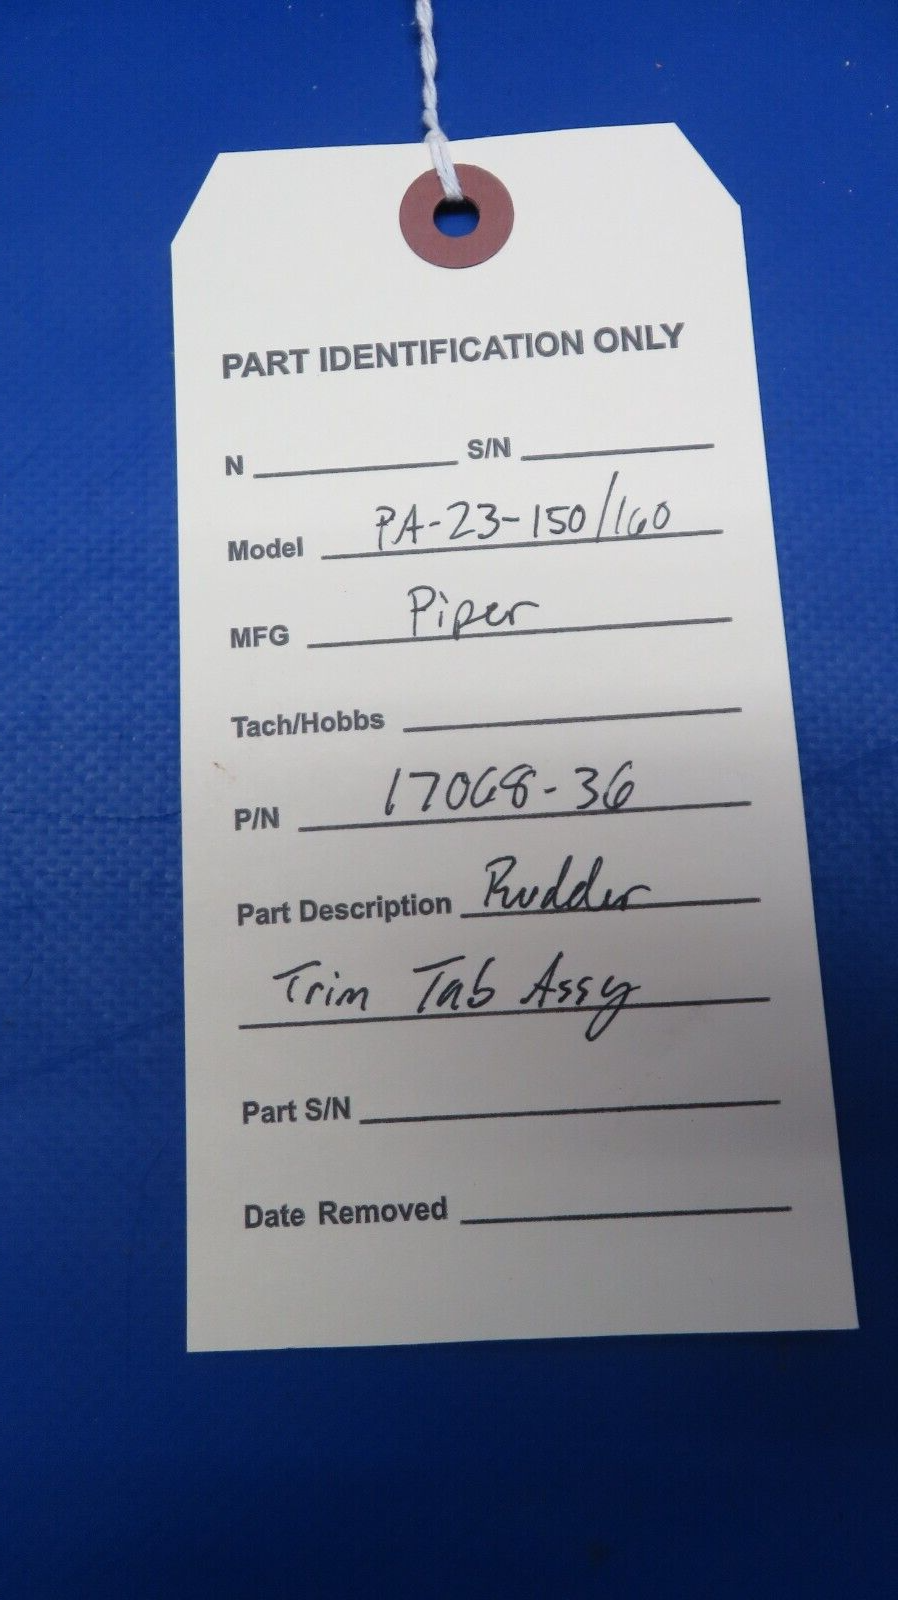 PART IDENTIFICATION ONLY
N S/N
Model PA-23-150/160
MFG Piper
Tach/Hobbs
P/N 17068-36
Part Description Rudder
Trim Tab Assy
Part S/N
Date Removed